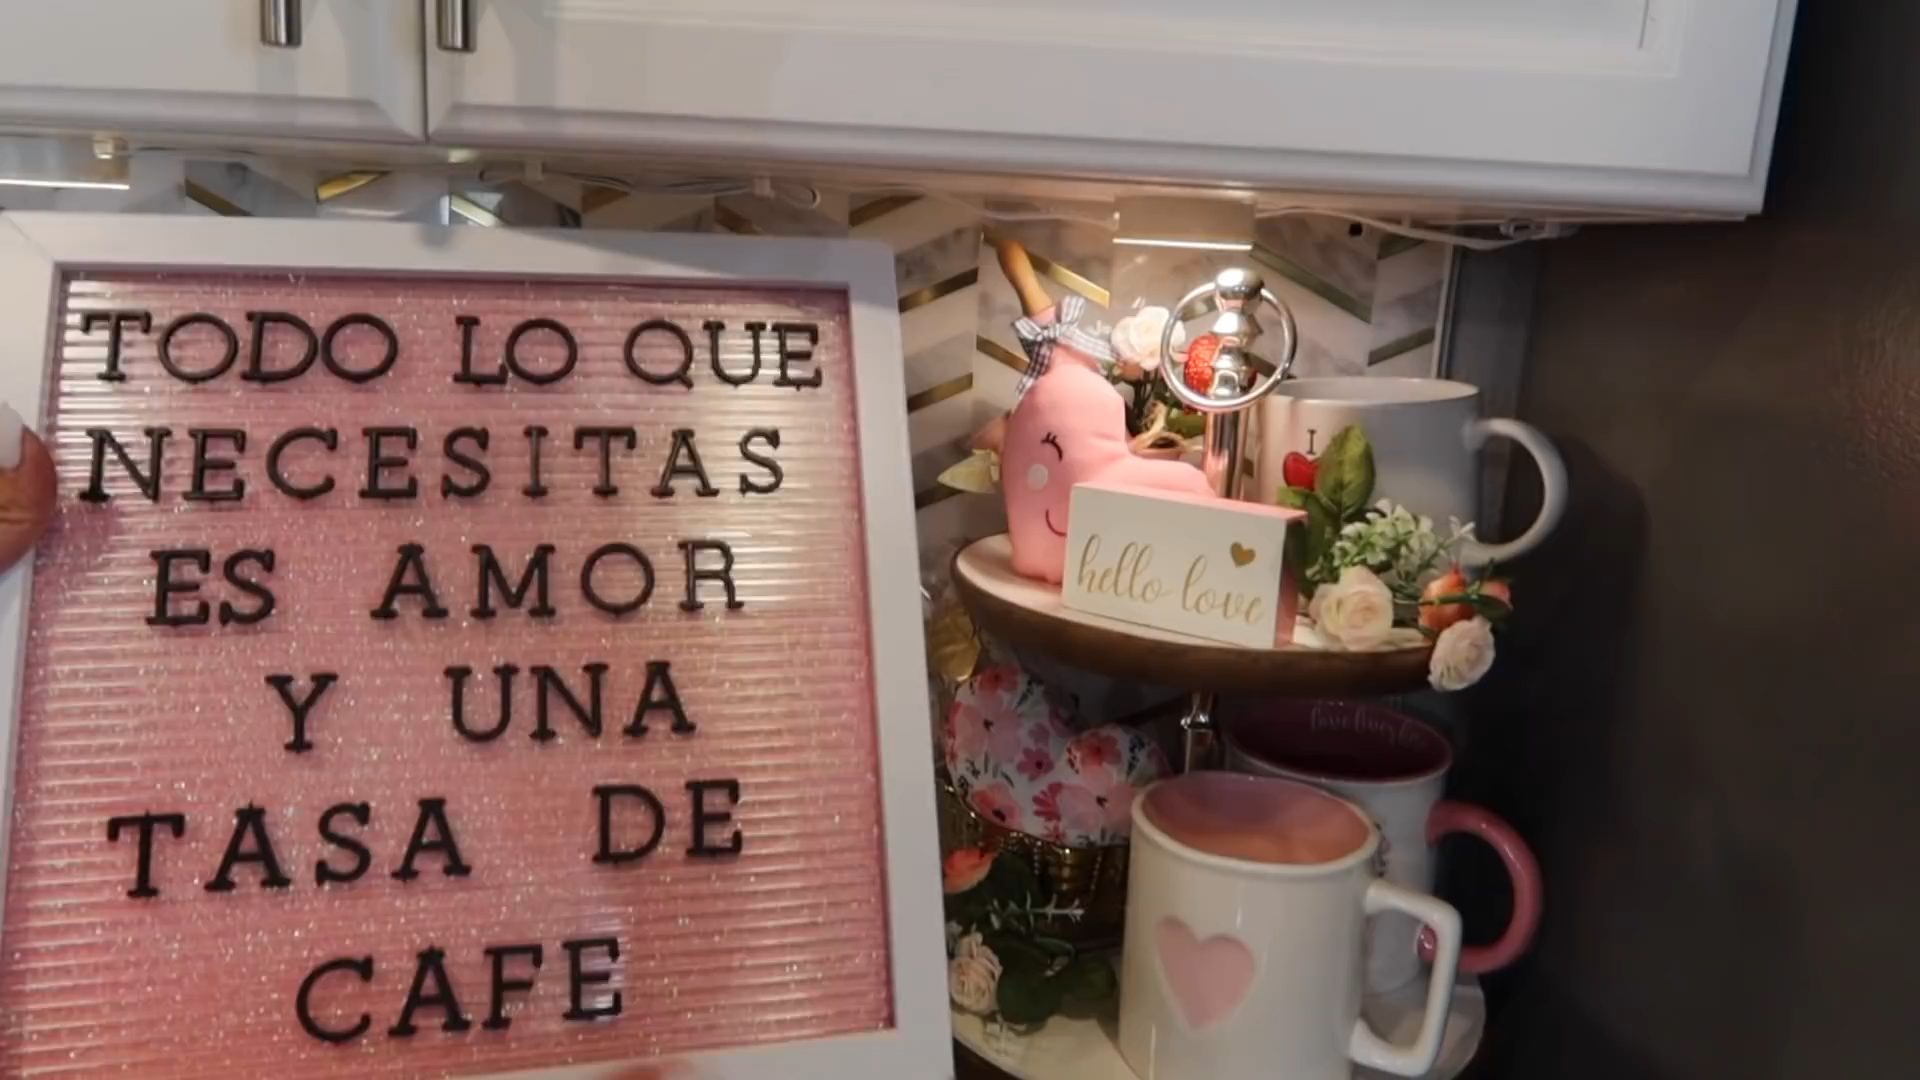 TODO LO QUE
NECESITAS
ES AMOR
Y UNA
TASA DE
CAFE
I
hello love